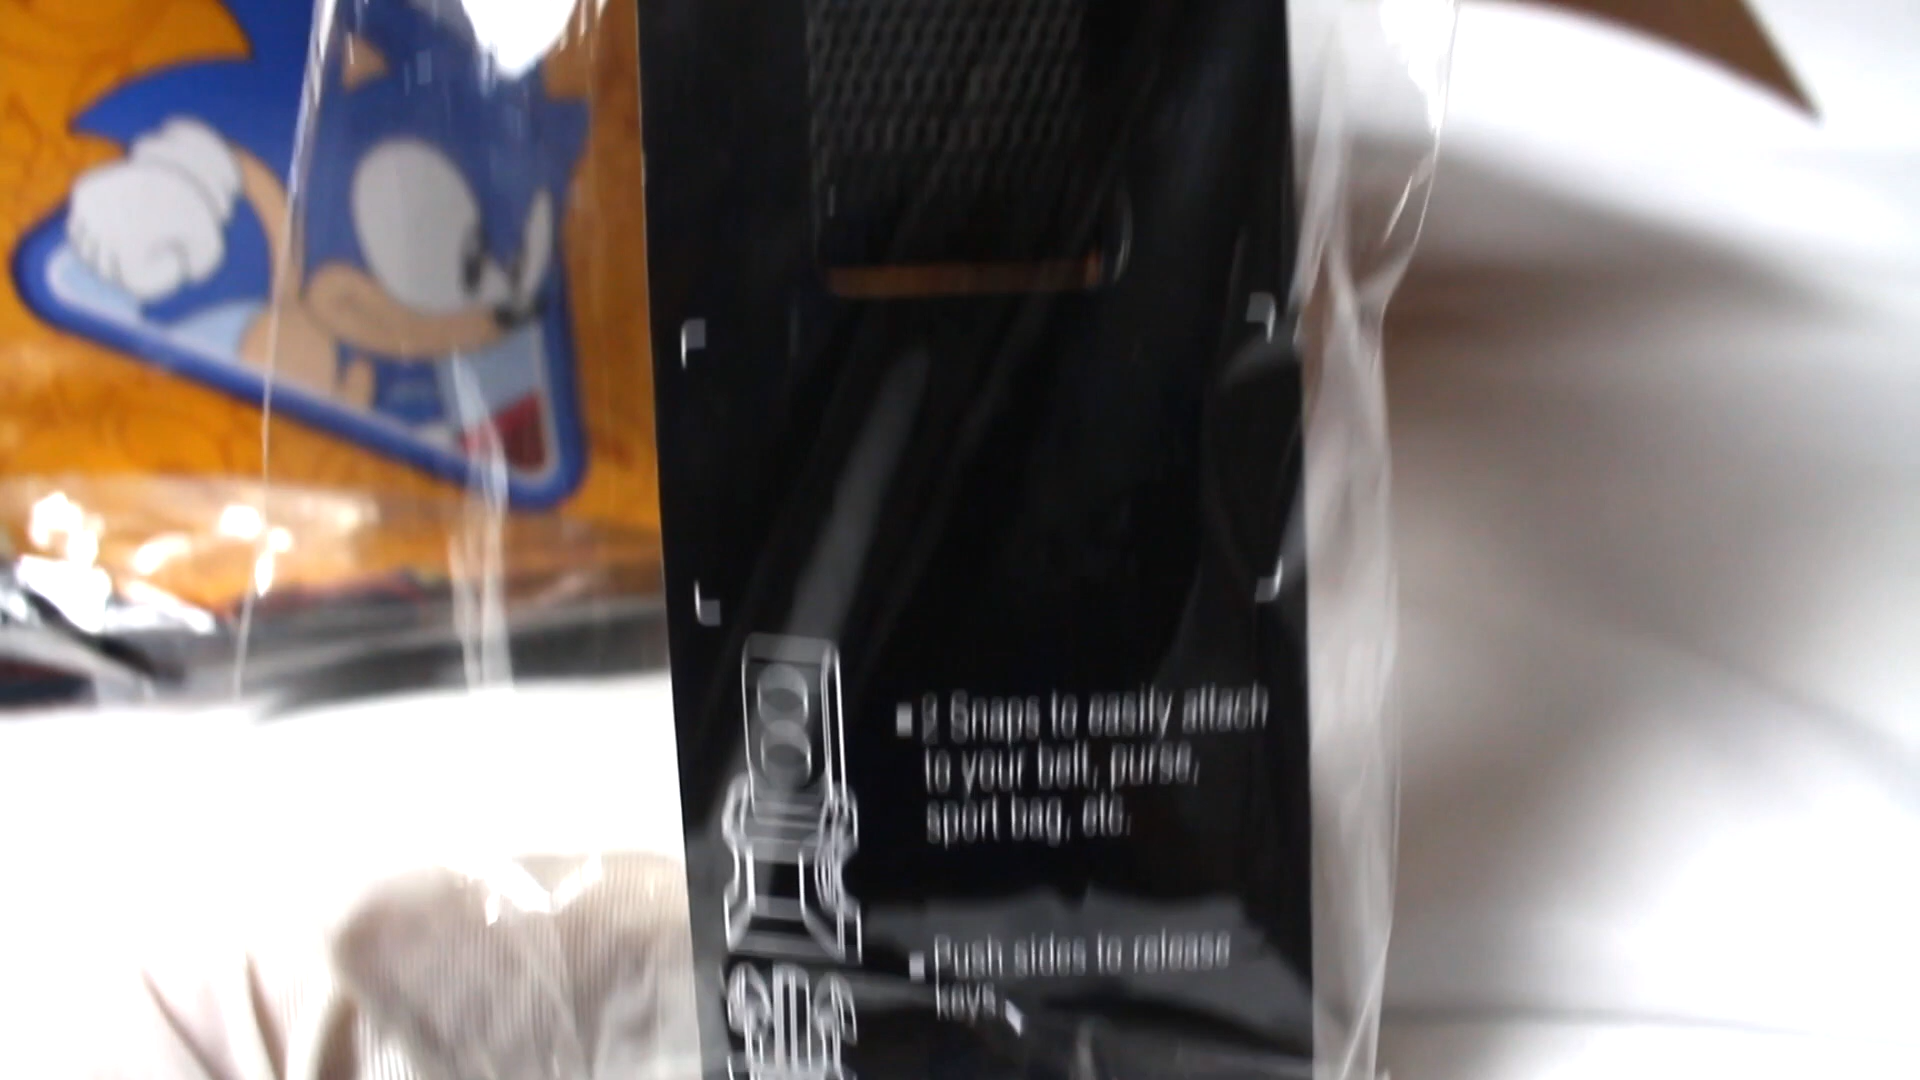 2 Snaps to easily attach
to your belt, purse,
sport bag, etc.
Push sides to release
keys.